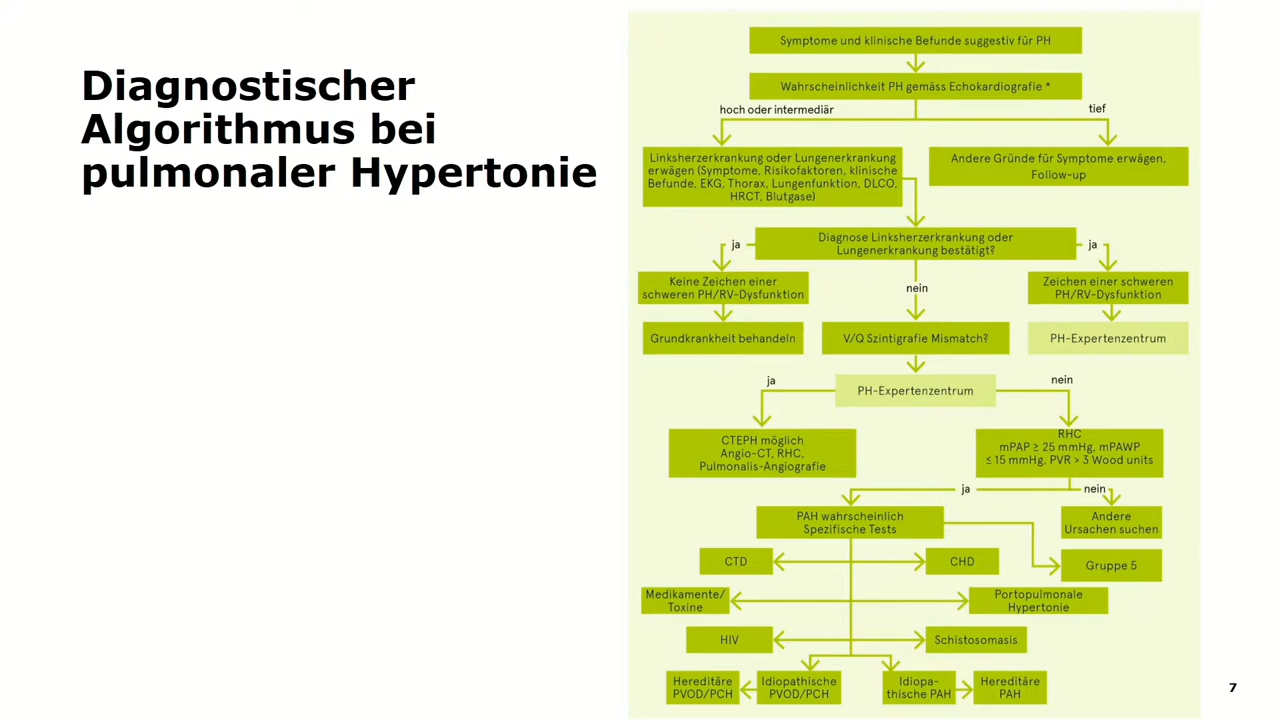 Diagnostischer
Algorithmus bei
pulmonaler Hypertonie
Symptome und klinische Befunde suggestiv für PH
Wahrscheinlichkeit PH gemäss Echokardiografie *
hoch oder intermediär
tief
Linksherzerkrankung oder Lungenerkrankung
erwägen (Symptome, Risikofaktoren, klinische
Befunde, EKG, Thorax, Lungenfunktion, DLCO,
HRCT, Blutgase)
Andere Gründe für Symptome erwägen,
Follow-up
Diagnose Linksherzerkrankung oder
Lungenerkrankung bestätigt?
ja
ja
Keine Zeichen einer
schweren PH/RV-Dysfunktion
nein
Zeichen einer schweren
PH/RV-Dysfunktion
Grundkrankheit behandeln
V/Q Szintigrafie Mismatch?
PH-Expertenzentrum
ja
PH-Expertenzentrum
nein
CTEPH möglich
Angio-CT, RHC,
Pulmonalis-Angiografie
RHC
mPAP ≥ 25 mmHg, mPAWP
≤ 15 mmHg, PVR > 3 Wood units
ja
nein
PAH wahrscheinlich
Spezifische Tests
Andere
Ursachen suchen
CTD
CHD
Gruppe 5
Medikamente/
Toxine
Portopulmonale
Hypertonie
HIV
Schistosomasis
Hereditäre
PVOD/PCH
Idiopathische
PVOD/PCH
Idiopa-
thische PAH
Hereditäre
PAH
7